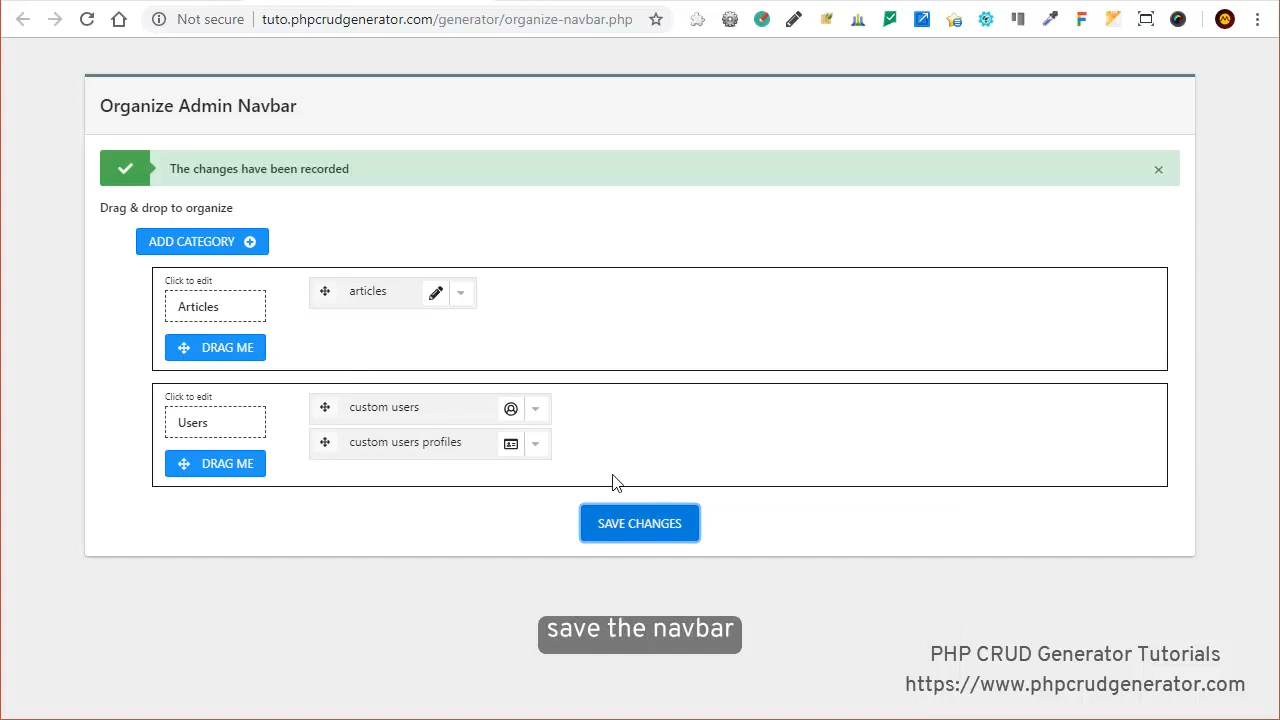 Not secure
tuto.phpcrudgenerator.com/generator/organize-navbar.php
Organize Admin Navbar
The changes have been recorded
Drag & drop to organize
ADD CATEGORY
Click to edit
Articles
DRAG ME
articles
Click to edit
Users
DRAG ME
custom users
custom users profiles
SAVE CHANGES
save the navbar
PHP CRUD Generator Tutorials
https://www.phpcrudgenerator.com